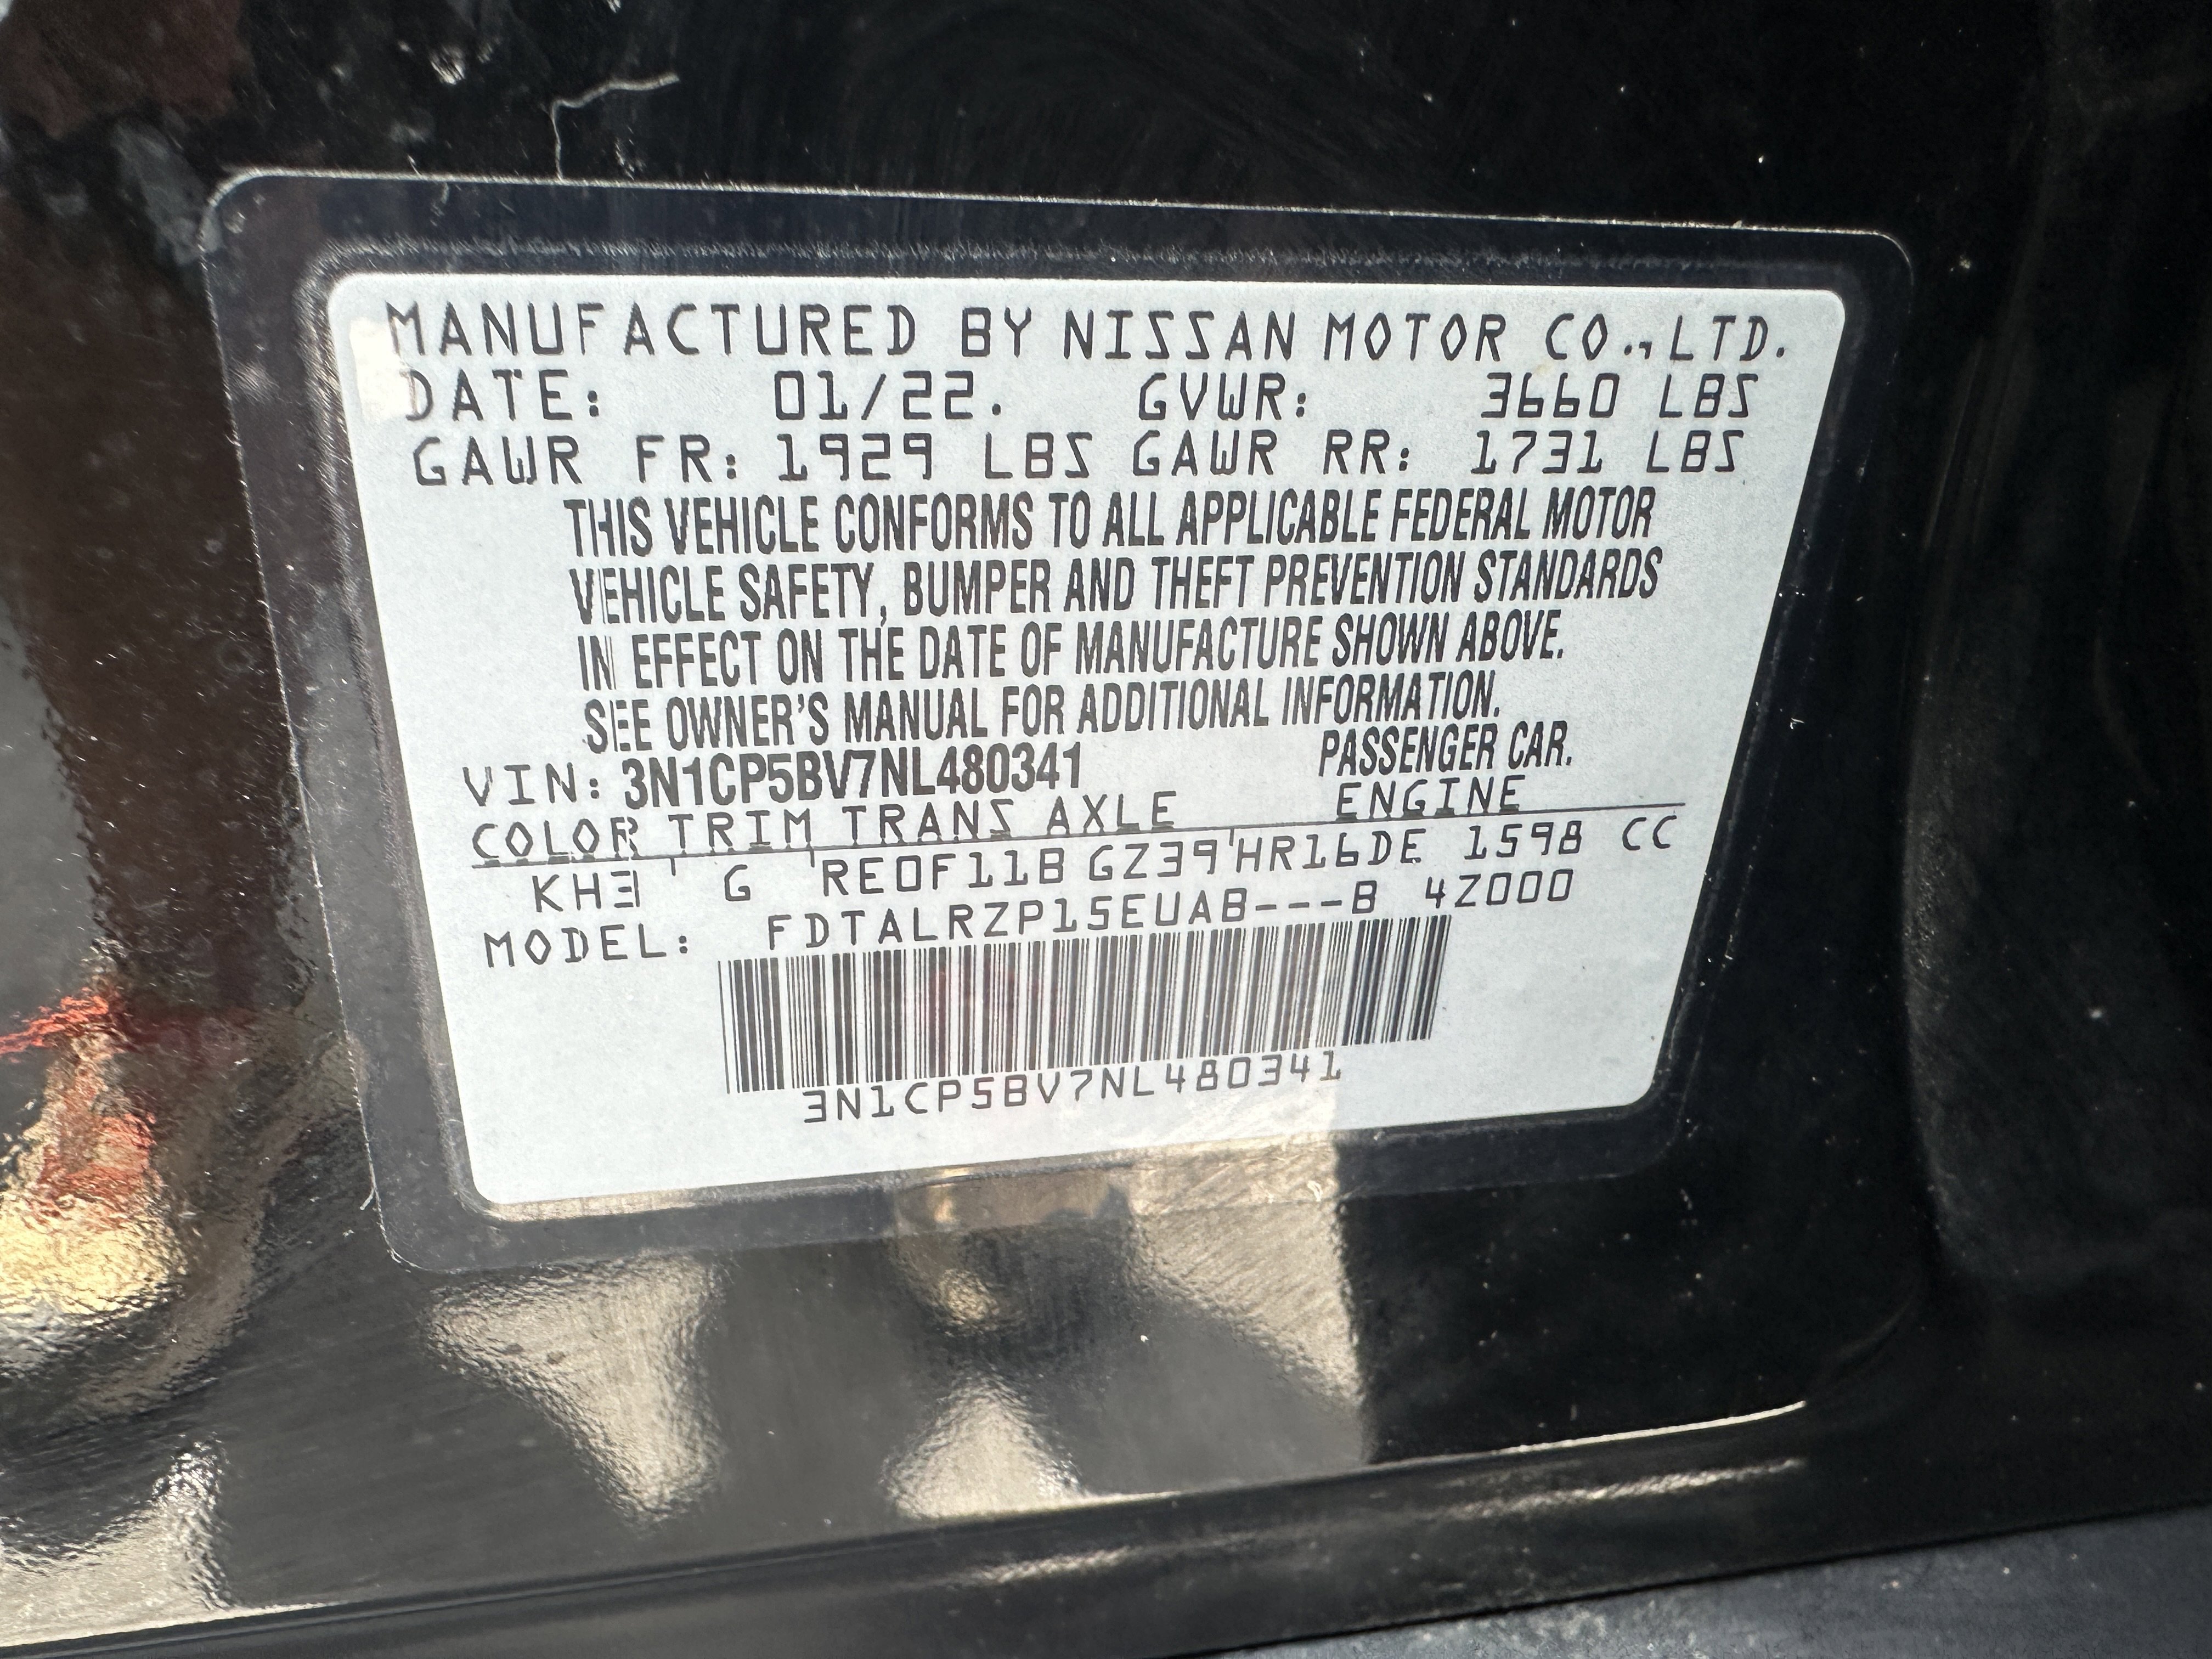 MANUFACTURED BY NISSAN MOTOR CO., LTD.
DATE: 01/22. GVWR: 3660 LBS
GAWR FR: 1929 LBS GAWR RR: 1731 LBS
THIS VEHICLE CONFORMS TO ALL APPLICABLE FEDERAL MOTOR
VEHICLE SAFETY, BUMPER AND THEFT PREVENTION STANDARDS
IN EFFECT ON THE DATE OF MANUFACTURE SHOWN ABOVE.
SEE OWNER'S MANUAL FOR ADDITIONAL INFORMATION.
VIN: 3N1CP5BV7NL480341 PASSENGER CAR.
COLOR TRIM TRANS AXLE ENGINE
KH3 G RE0F11B GZ39 HR16DE 1598 CC
MODEL: FDTALRZP15EUAB---B 4Z000
3N1CP5BV7NL480341